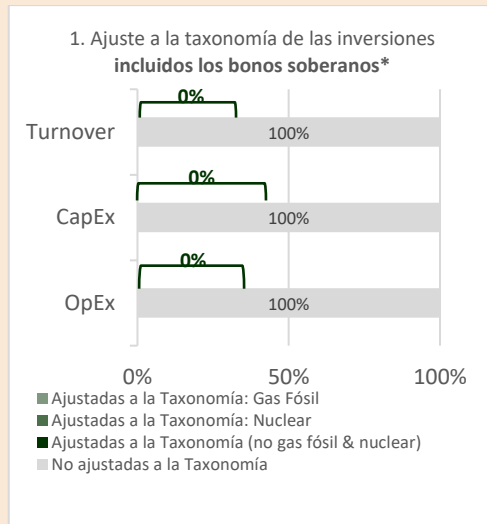 1. Ajuste a la taxonomía de las inversiones
incluidos los bonos soberanos*
0%
Turnover 100%
0%
CapEx 100%
0%
OpEx 100%
0% 50% 100%
Ajustadas a la Taxonomía: Gas Fósil
Ajustadas a la Taxonomía: Nuclear
Ajustadas a la Taxonomía (no gas fósil & nuclear)
No ajustadas a la Taxonomía